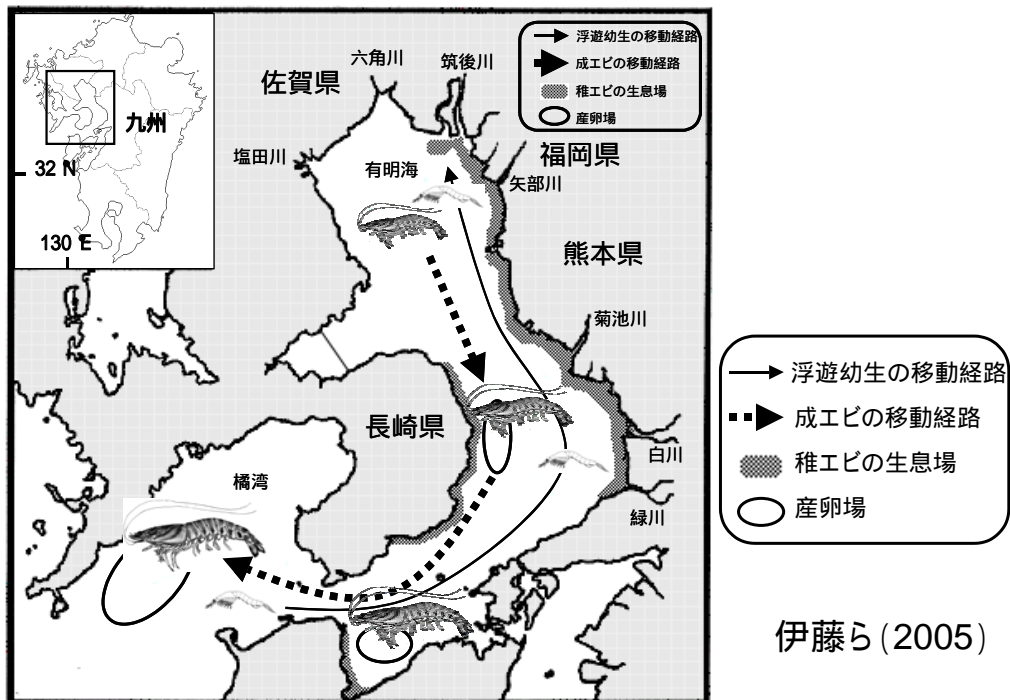 九州
32 N
130 E
浮遊幼生の移動経路
成エビの移動経路
稚エビの生息場
産卵場
六角川
筑後川
佐賀県
塩田川
有明海
福岡県
矢部川
熊本県
菊池川
長崎県
白川
橘湾
緑川
浮遊幼生の移動経路
成エビの移動経路
稚エビの生息場
産卵場
伊藤ら(2005)